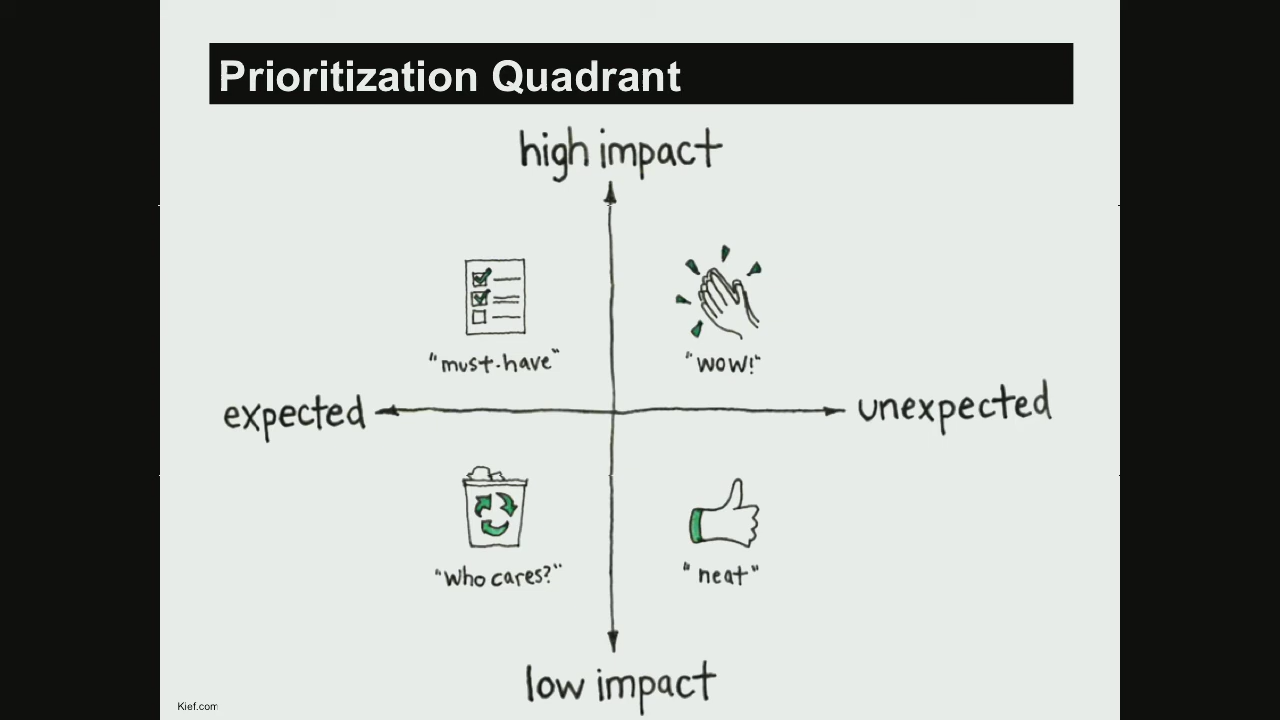 Prioritization Quadrant
high impact
"must-have"
"wow!"
expected
unexpected
"who cares?"
"neat"
low impact
Kief.com